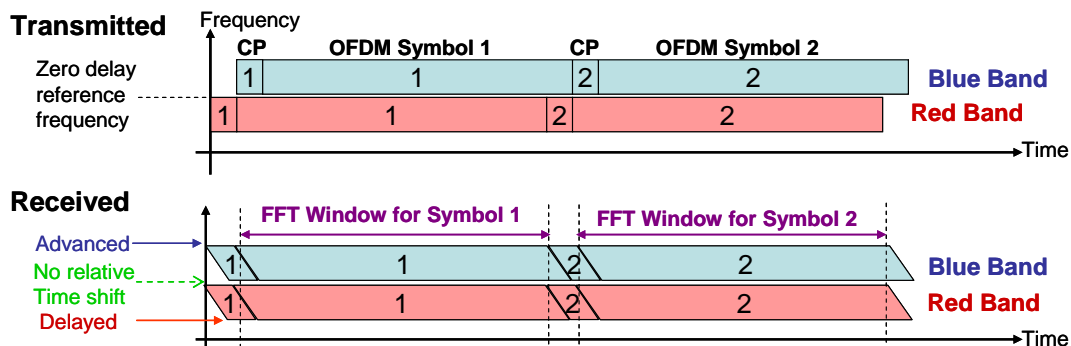 Transmitted
Frequency
CP OFDM Symbol 1 CP OFDM Symbol 2
Zero delay
reference
frequency
1 1 2 2 Blue Band
1 1 2 2 Red Band
Time
Received
FFT Window for Symbol 1 FFT Window for Symbol 2
Advanced
No relative
Time shift
Delayed
1 1 2 2 Blue Band
1 1 2 2 Red Band
Time